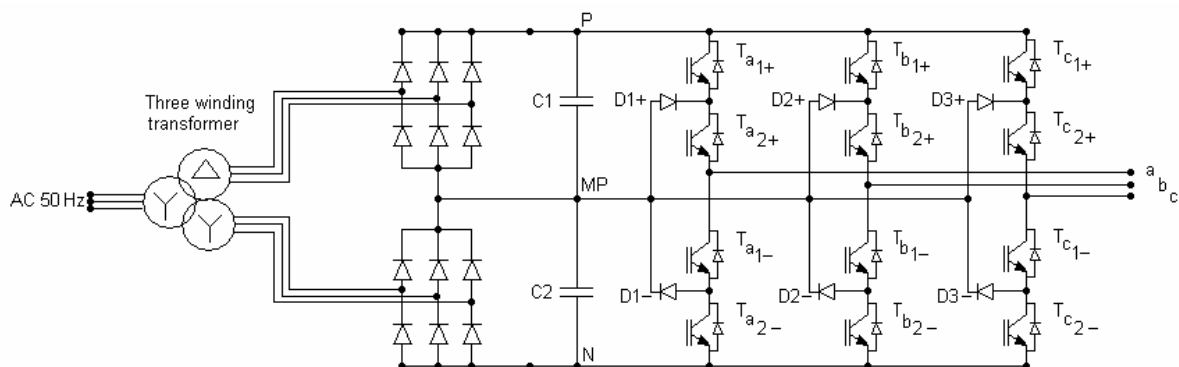 P
Three winding
transformer
AC 50 Hz
C1
MP
C2
N
D1+
D2+
D3+
D1−
D2−
D3−
Ta1+
Ta2+
Ta1−
Ta2−
Tb1+
Tb2+
Tb1−
Tb2−
Tc1+
Tc2+
Tc1−
Tc2−
a
b
c
Δ
Y
Y